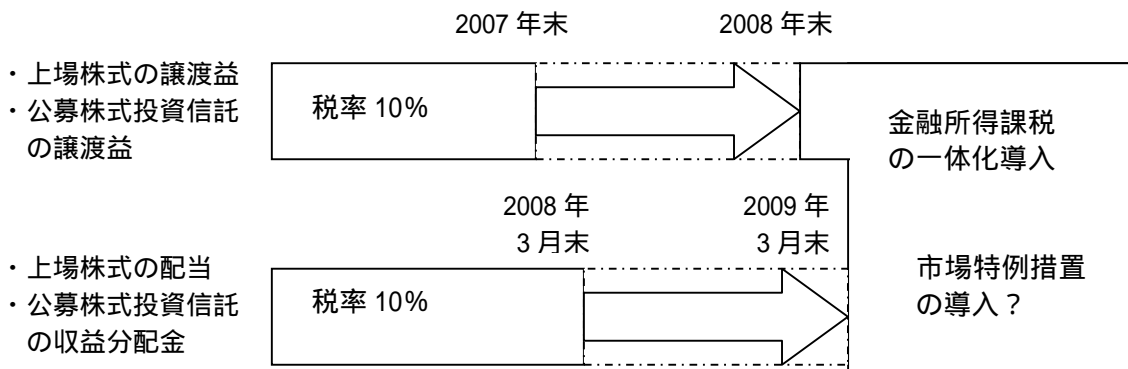 2007 年末 2008 年末
・上場株式の譲渡益
・公募株式投資信託
の譲渡益
税率 10%
金融所得課税
の一体化導入
2008 年
3 月末
2009 年
3 月末
・上場株式の配当
・公募株式投資信託
の収益分配金
税率 10%
市場特例措置
の導入？